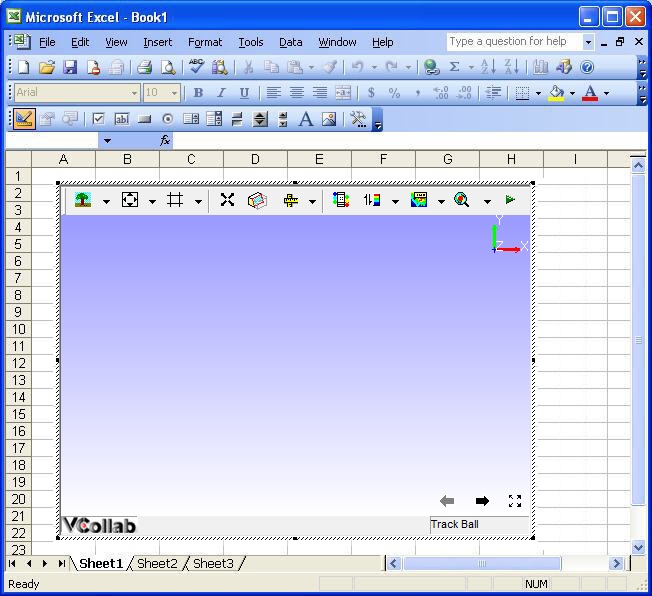 Microsoft Excel - Book1
File Edit View Insert Format Tools Data Window Help Type a question for help
Arial 10 B I U $ % ,
ab| A
fx
A B C D E F G H I
1
2
3
4 Y
5 Z X
6
7
8
9
10
11
12
13
14
15
16
17
18
19
20
21 VCollab Track Ball
22
23
Sheet1 Sheet2 Sheet3
Ready NUM